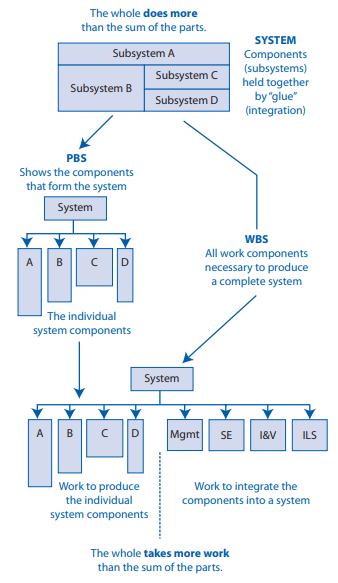 The whole does more
than the sum of the parts.
Subsystem A
Subsystem B
Subsystem C
Subsystem D
SYSTEM
Components
(subsystems)
held together
by “glue”
(integration)
PBS
Shows the components
that form the system
System
A B C D
The individual
system components
WBS
All work components
necessary to produce
a complete system
System
A B C D Mgmt SE I&V ILS
Work to produce
the individual
system components
Work to integrate the
components into a system
The whole takes more work
than the sum of the parts.